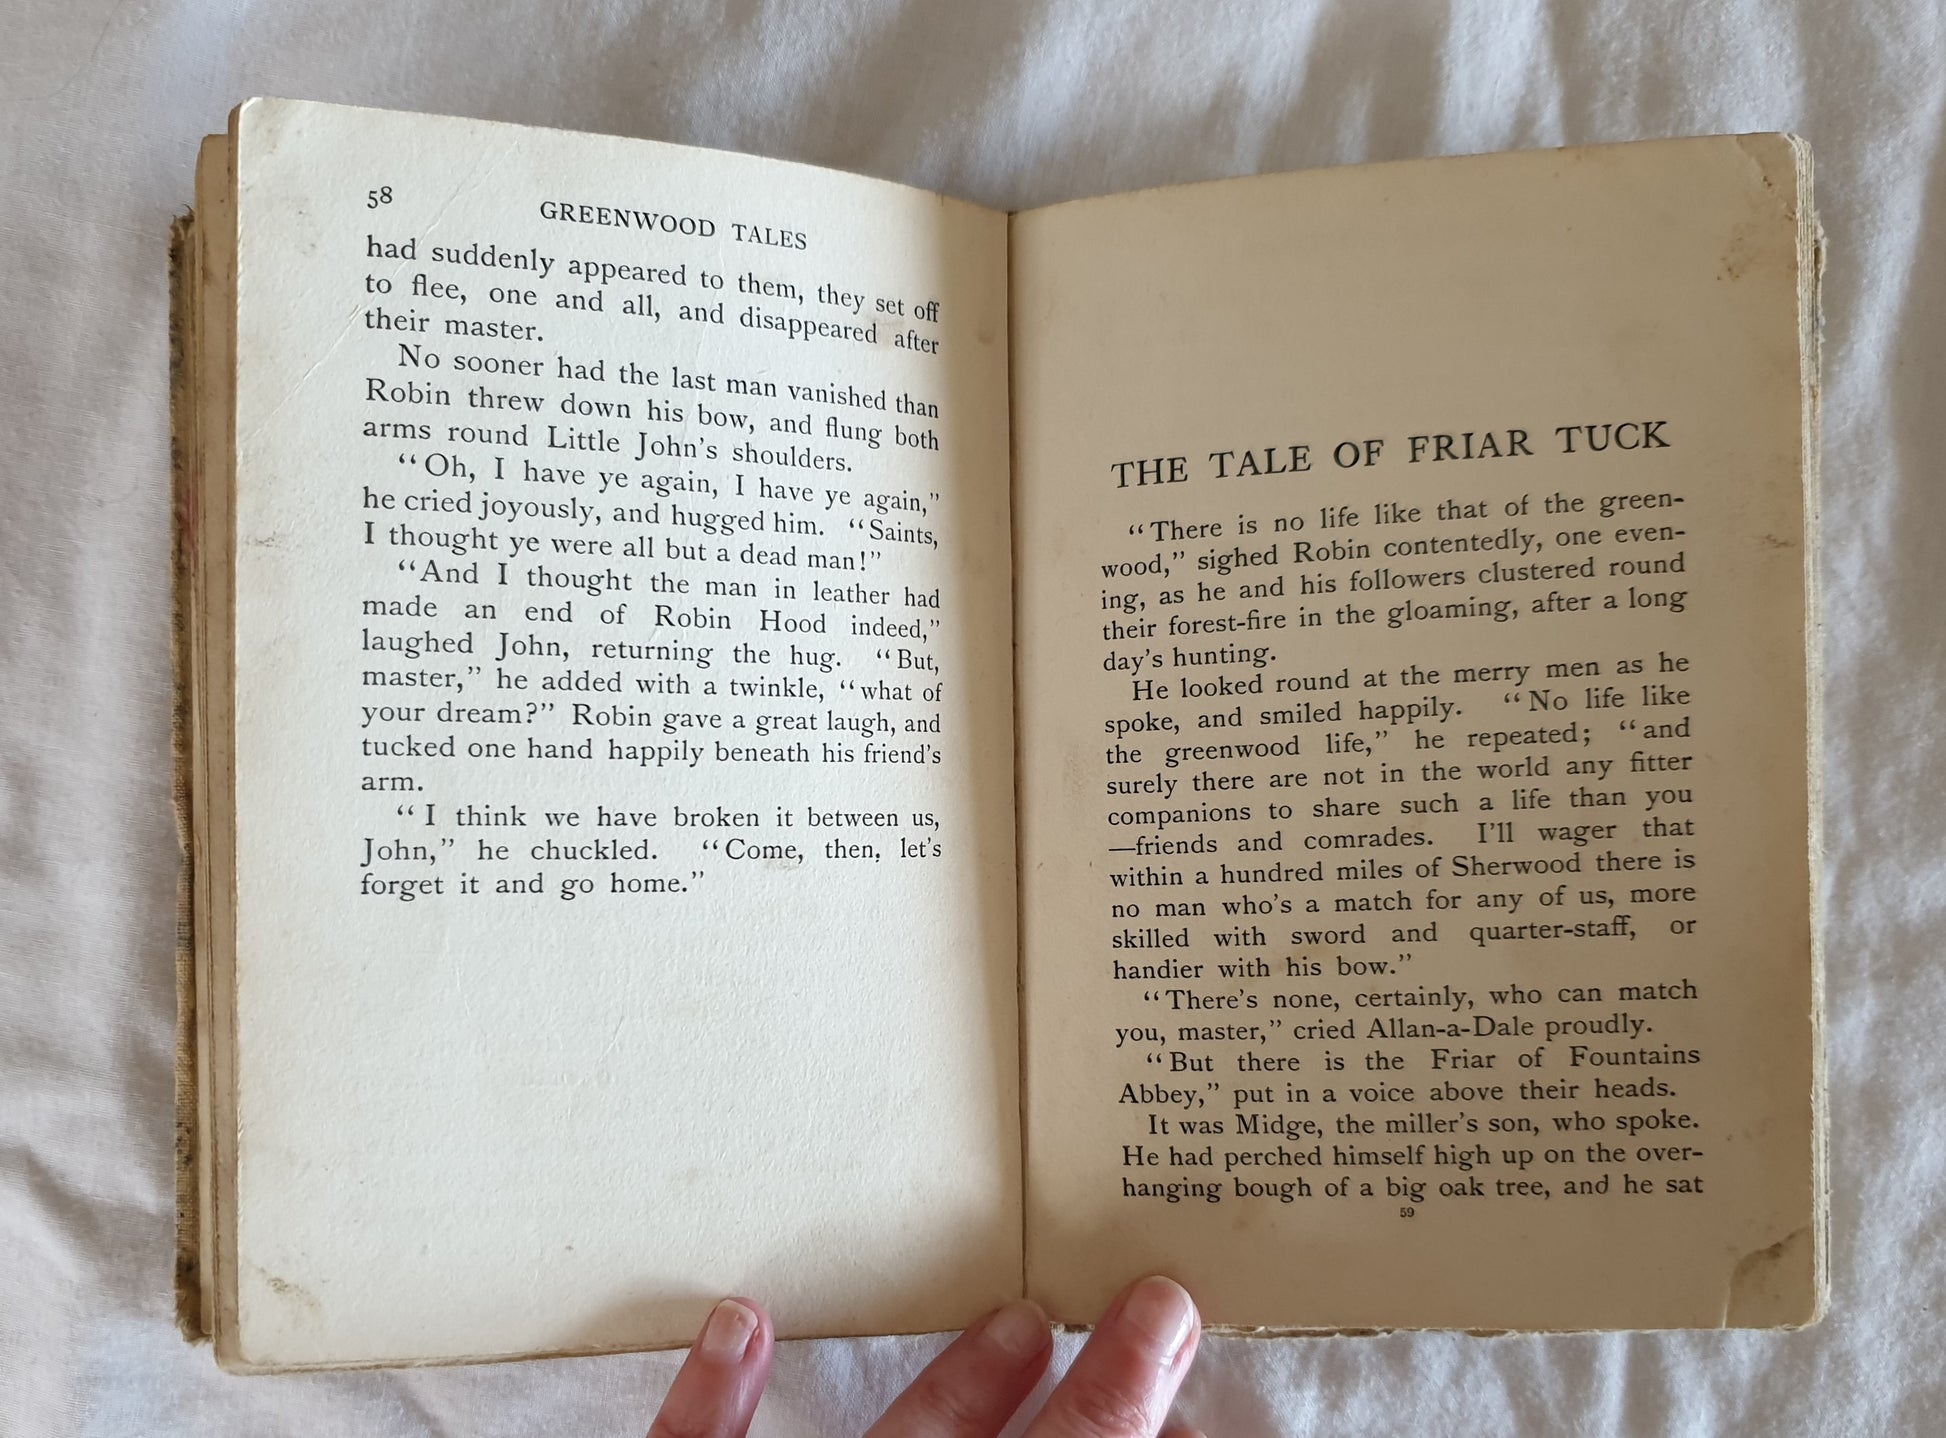 58
GREENWOOD TALES
had suddenly appeared to them, they set off
to flee, one and all, and disappeared after
their master.
No sooner had the last man vanished than
Robin threw down his bow, and flung both
arms round Little John's shoulders.
“Oh, I have ye again, I have ye again,”
he cried joyously, and hugged him. “Saints,
I thought ye were all but a dead man!”
“And I thought the man in leather had
made an end of Robin Hood indeed,”
laughed John, returning the hug. “But,
master,” he added with a twinkle, “what of
your dream?” Robin gave a great laugh, and
tucked one hand happily beneath his friend's
arm.
“I think we have broken it between us,
John,” he chuckled. “Come, then, let's
forget it and go home.”
THE TALE OF FRIAR TUCK
“There is no life like that of the green-
wood,” sighed Robin contentedly, one even-
ing, as he and his followers clustered round
their forest-fire in the gloaming, after a long
day's hunting.
He looked round at the merry men as he
spoke, and smiled happily. “No life like
the greenwood life,” he repeated; “and
surely there are not in the world any fitter
companions to share such a life than you
—friends and comrades. I'll wager that
within a hundred miles of Sherwood there is
no man who's a match for any of us, more
skilled with sword and quarter-staff, or
handier with his bow.”
“There's none, certainly, who can match
you, master,” cried Allan-a-Dale proudly.
“But there is the Friar of Fountains
Abbey,” put in a voice above their heads.
It was Midge, the miller's son, who spoke.
He had perched himself high up on the over-
hanging bough of a big oak tree, and he sat
59